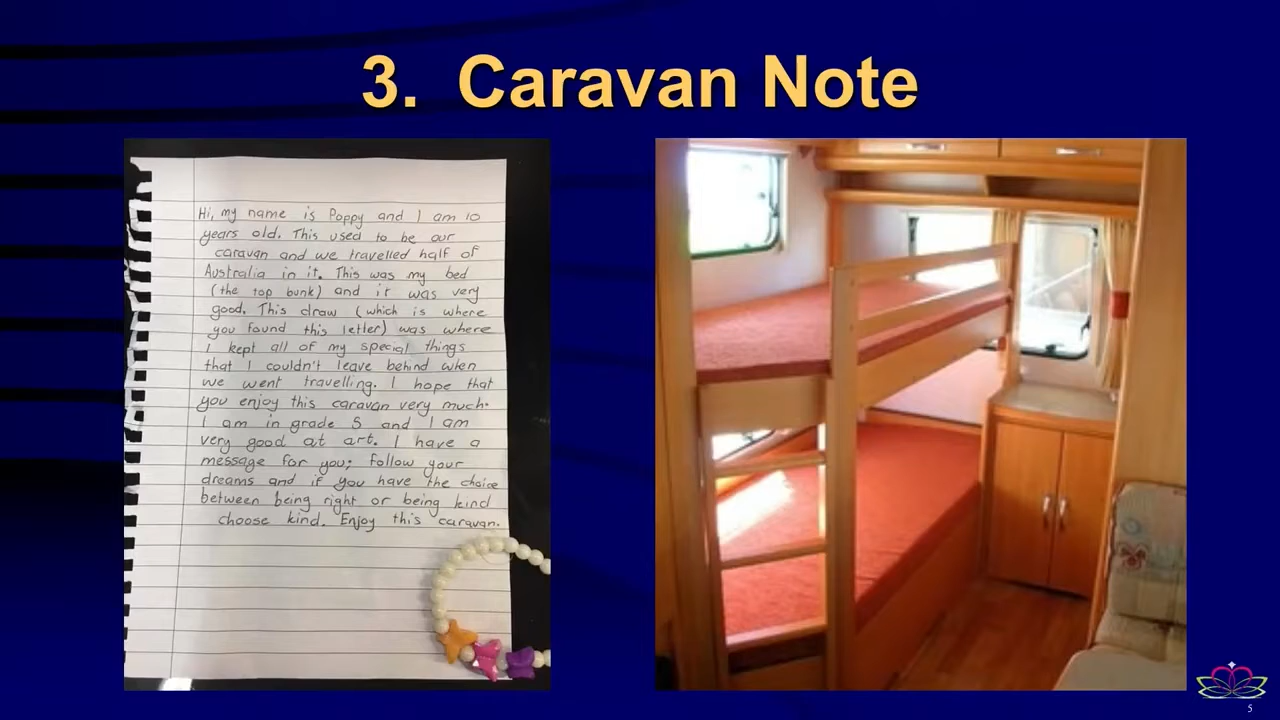 3. Caravan Note
Hi, my name is Poppy and I am 10
years old. This used to be our
caravan and we travelled half of
Australia in it. This was my bed
(the top bunk) and it was very
good. This draw (which is where
you found this letter) was where
I kept all of my special things
that I couldn't leave behind when
we went travelling. I hope that
you enjoy this caravan very much.
I am in grade 5 and I am
very good at art. I have a
message for you; follow your
dreams and if you have the choice
between being right or being kind
choose kind. Enjoy this caravan.
5